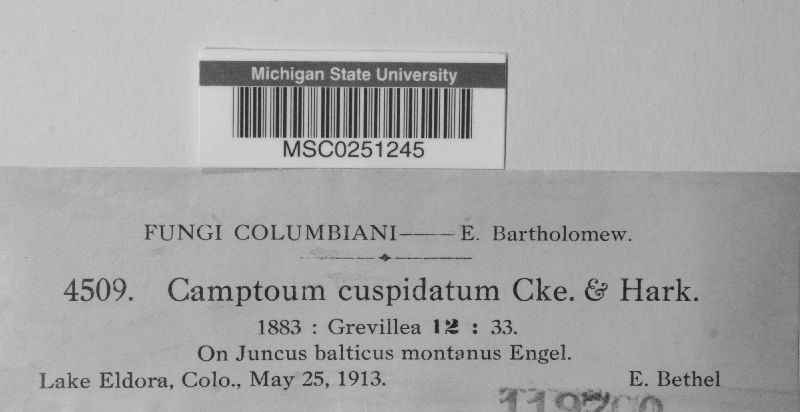 Michigan State University
MSC0251245
FUNGI COLUMBIANI—— E. Bartholomew.
4509. Camptoum cuspidatum Cke. & Hark.
1883 : Grevillea 12 : 33.
On Juncus balticus montanus Engel.
Lake Eldora, Colo., May 25, 1913. E. Bethel